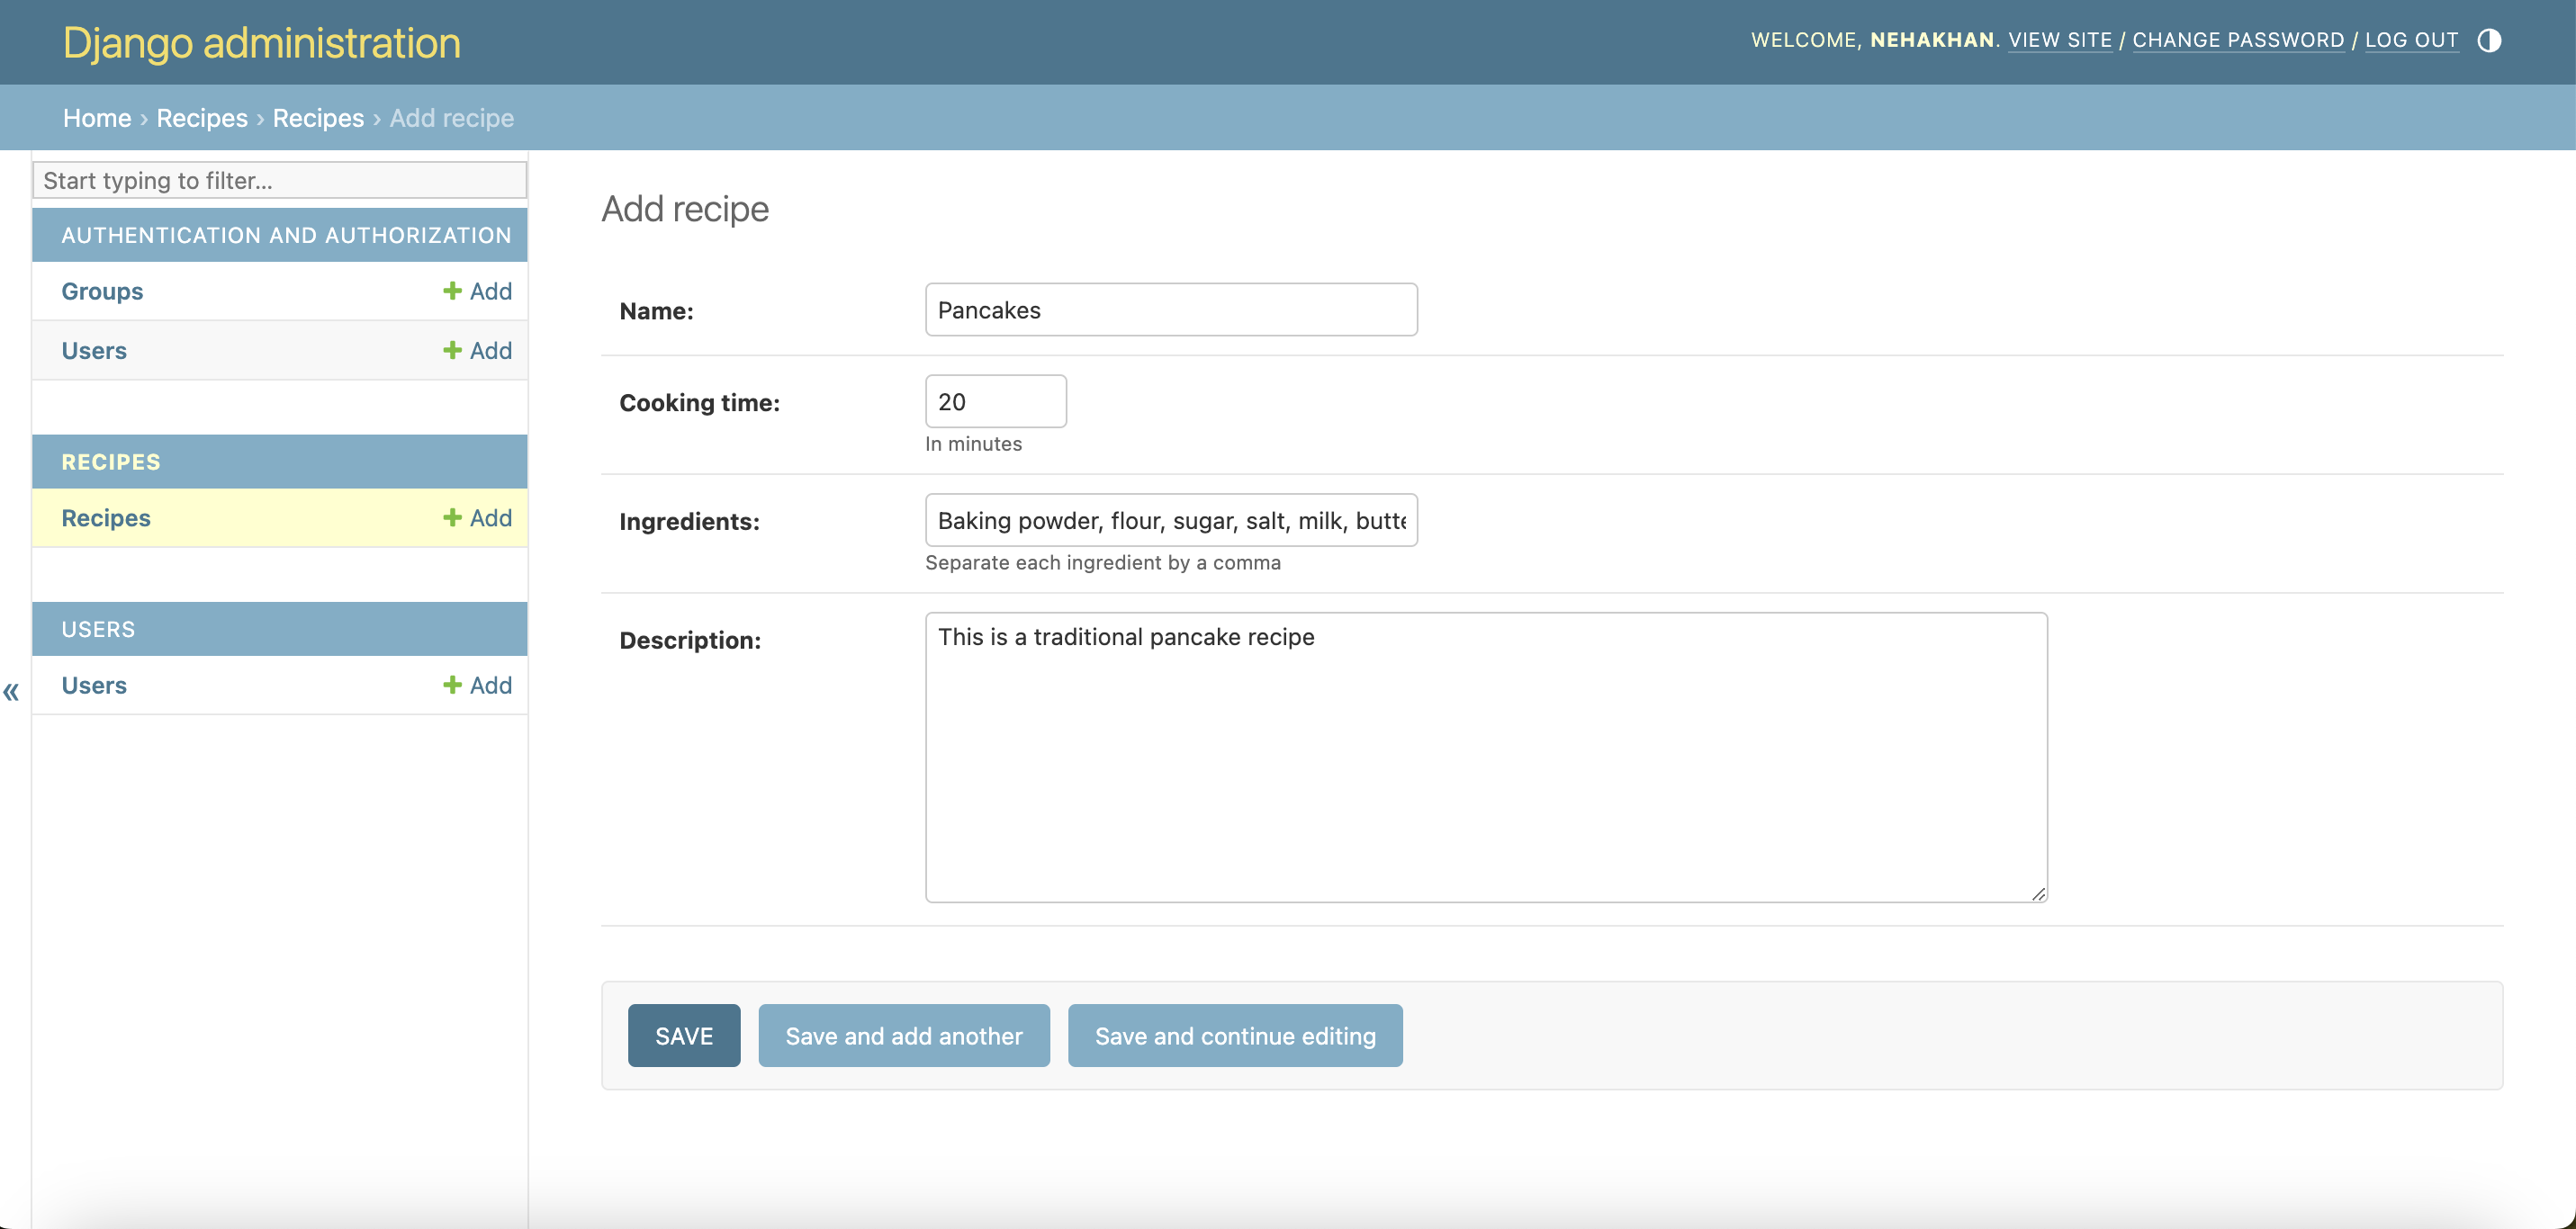 Django administration
WELCOME, NEHAKHAN. VIEW SITE / CHANGE PASSWORD / LOG OUT
Home › Recipes › Recipes › Add recipe
Start typing to filter...
AUTHENTICATION AND AUTHORIZATION
Groups + Add
Users + Add
RECIPES
Recipes + Add
USERS
Users + Add
«
Add recipe
Name: Pancakes
Cooking time: 20
In minutes
Ingredients: Baking powder, flour, sugar, salt, milk, butte
Separate each ingredient by a comma
Description: This is a traditional pancake recipe
SAVE Save and add another Save and continue editing